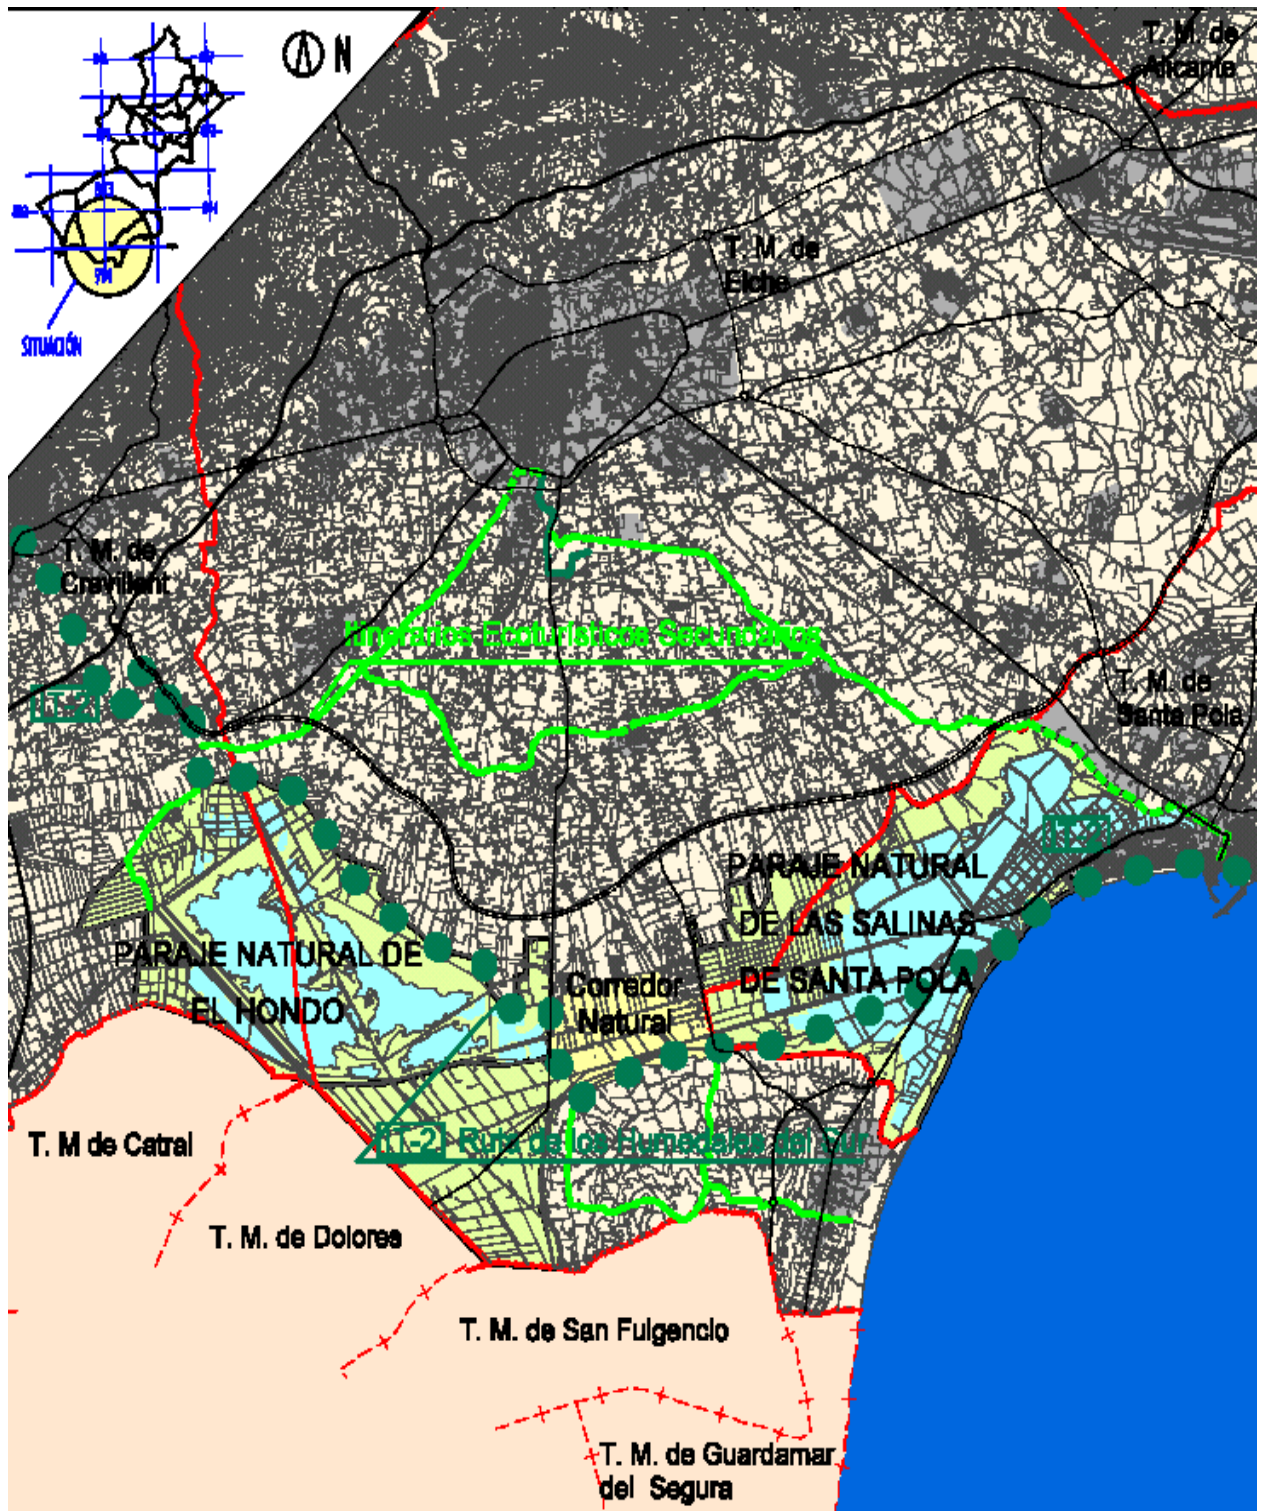 N
SITUACIÓN
T. M. de
Alicante
T. M. de
Elche
T. M. de
Crevillent
Itinerarios Ecoturísticos Secundarios
IT-2
T. M. de
Santa Pola
IT-2
PARAJE NATURAL
DE LAS SALINAS
DE SANTA POLA
PARAJE NATURAL DE
EL HONDO
Corredor
Natural
IT-2 Ruta de los Humedales del Sur
T. M de Catral
T. M. de Dolores
T. M. de San Fulgencio
T. M. de Guardamar
del Segura